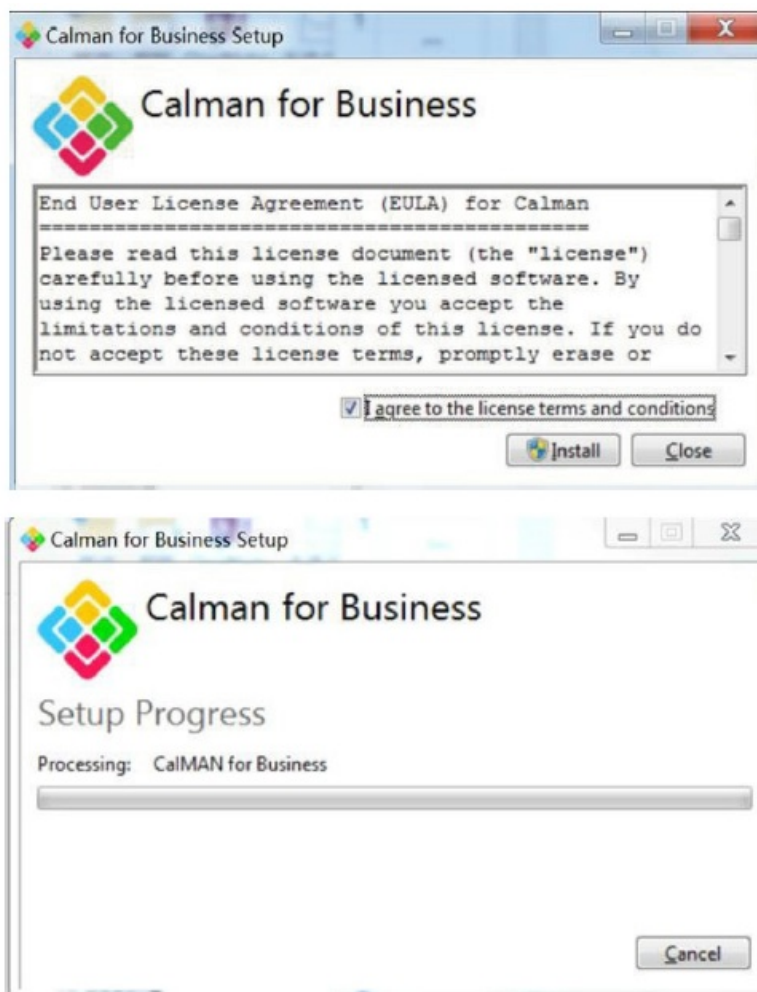 Calman for Business Setup
Calman for Business
End User License Agreement (EULA) for Calman
============================================
Please read this license document (the "license")
carefully before using the licensed software. By
using the licensed software you accept the
limitations and conditions of this license. If you do
not accept these license terms, promptly erase or
I agree to the license terms and conditions
Install Close
Calman for Business Setup
Calman for Business
Setup Progress
Processing: CalMAN for Business
Cancel